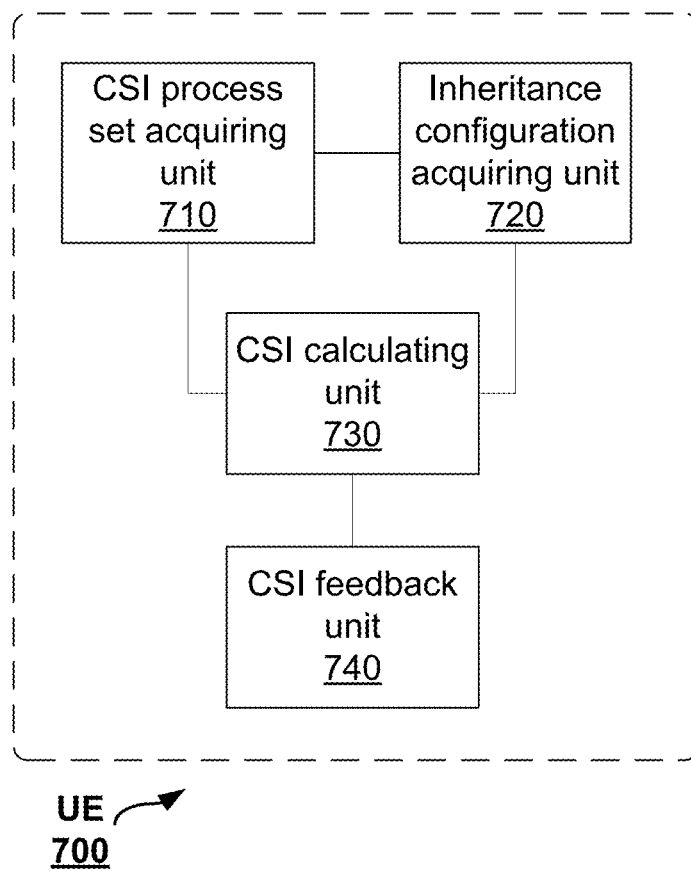 CSI process
set acquiring
unit
710
Inheritance
configuration
acquiring unit
720
CSI calculating
unit
730
CSI feedback
unit
740
UE
700